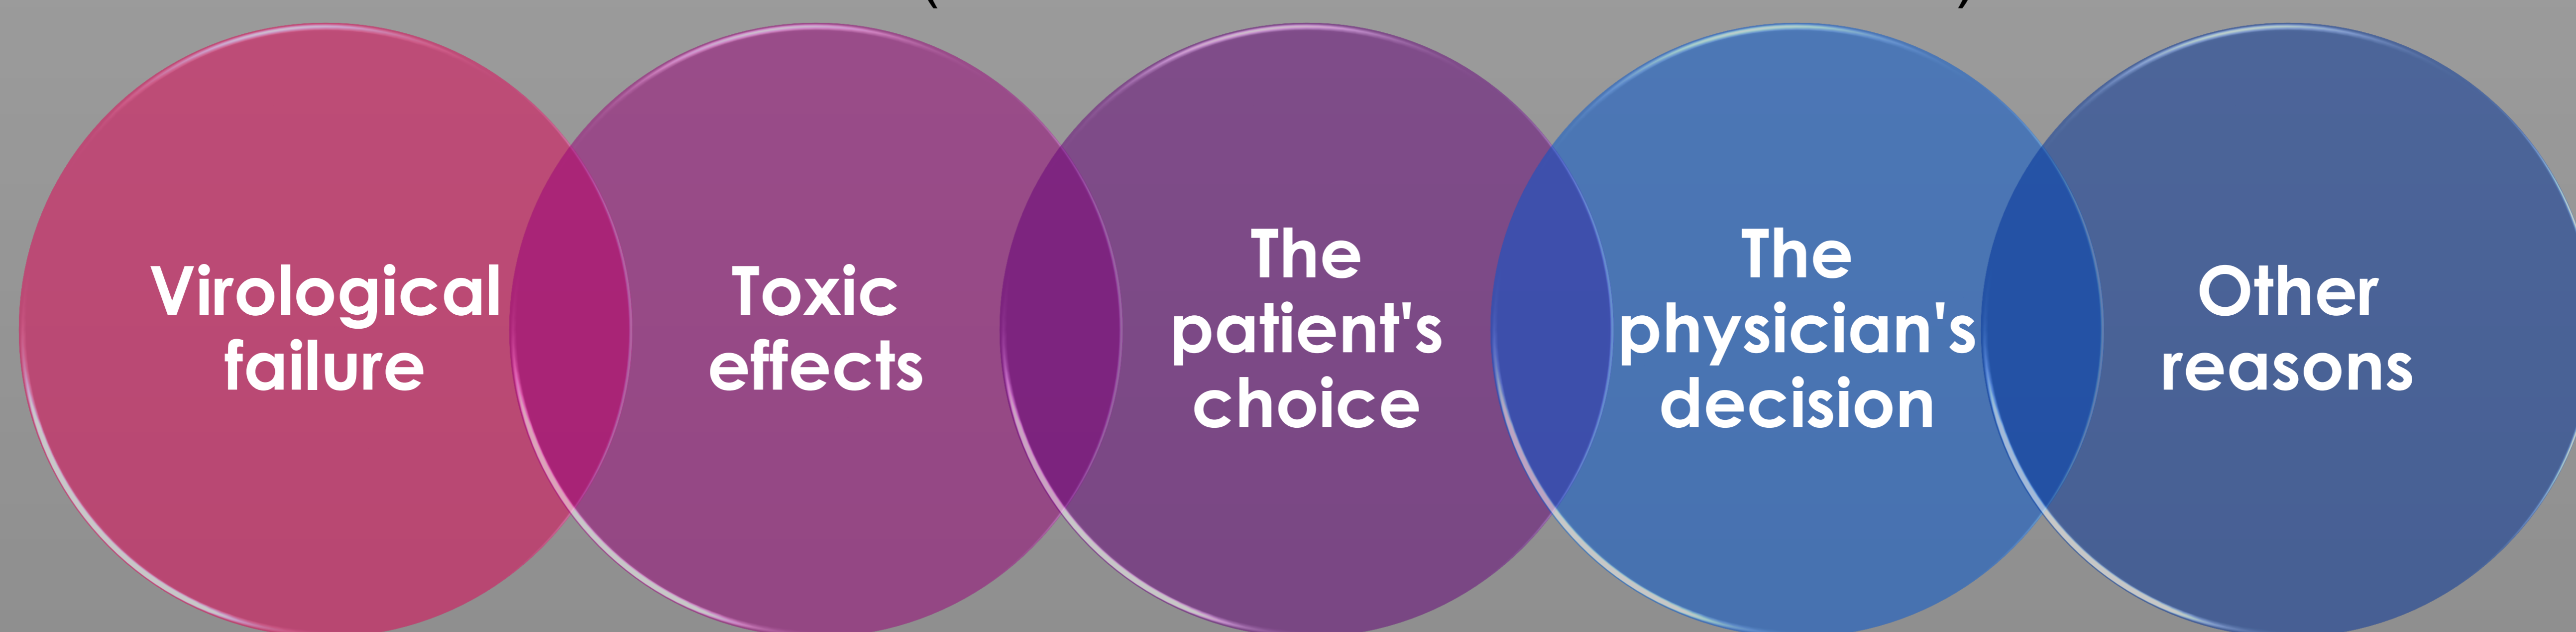 Virological
failure
Toxic
effects
The
patient's
choice
The
physician's
decision
Other
reasons